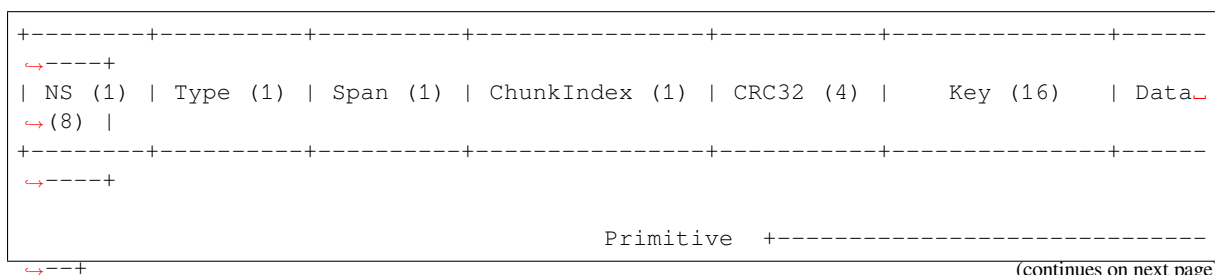 +--------+----------+----------+----------------+-----------+---------------+------
↪----+
| NS (1) | Type (1) | Span (1) | ChunkIndex (1) | CRC32 (4) |    Key (16)   | Data␣
↪(8) |
+--------+----------+----------+----------------+-----------+---------------+------
↪----+
                                         Primitive  +------------------------------
↪--+
(continues on next page)